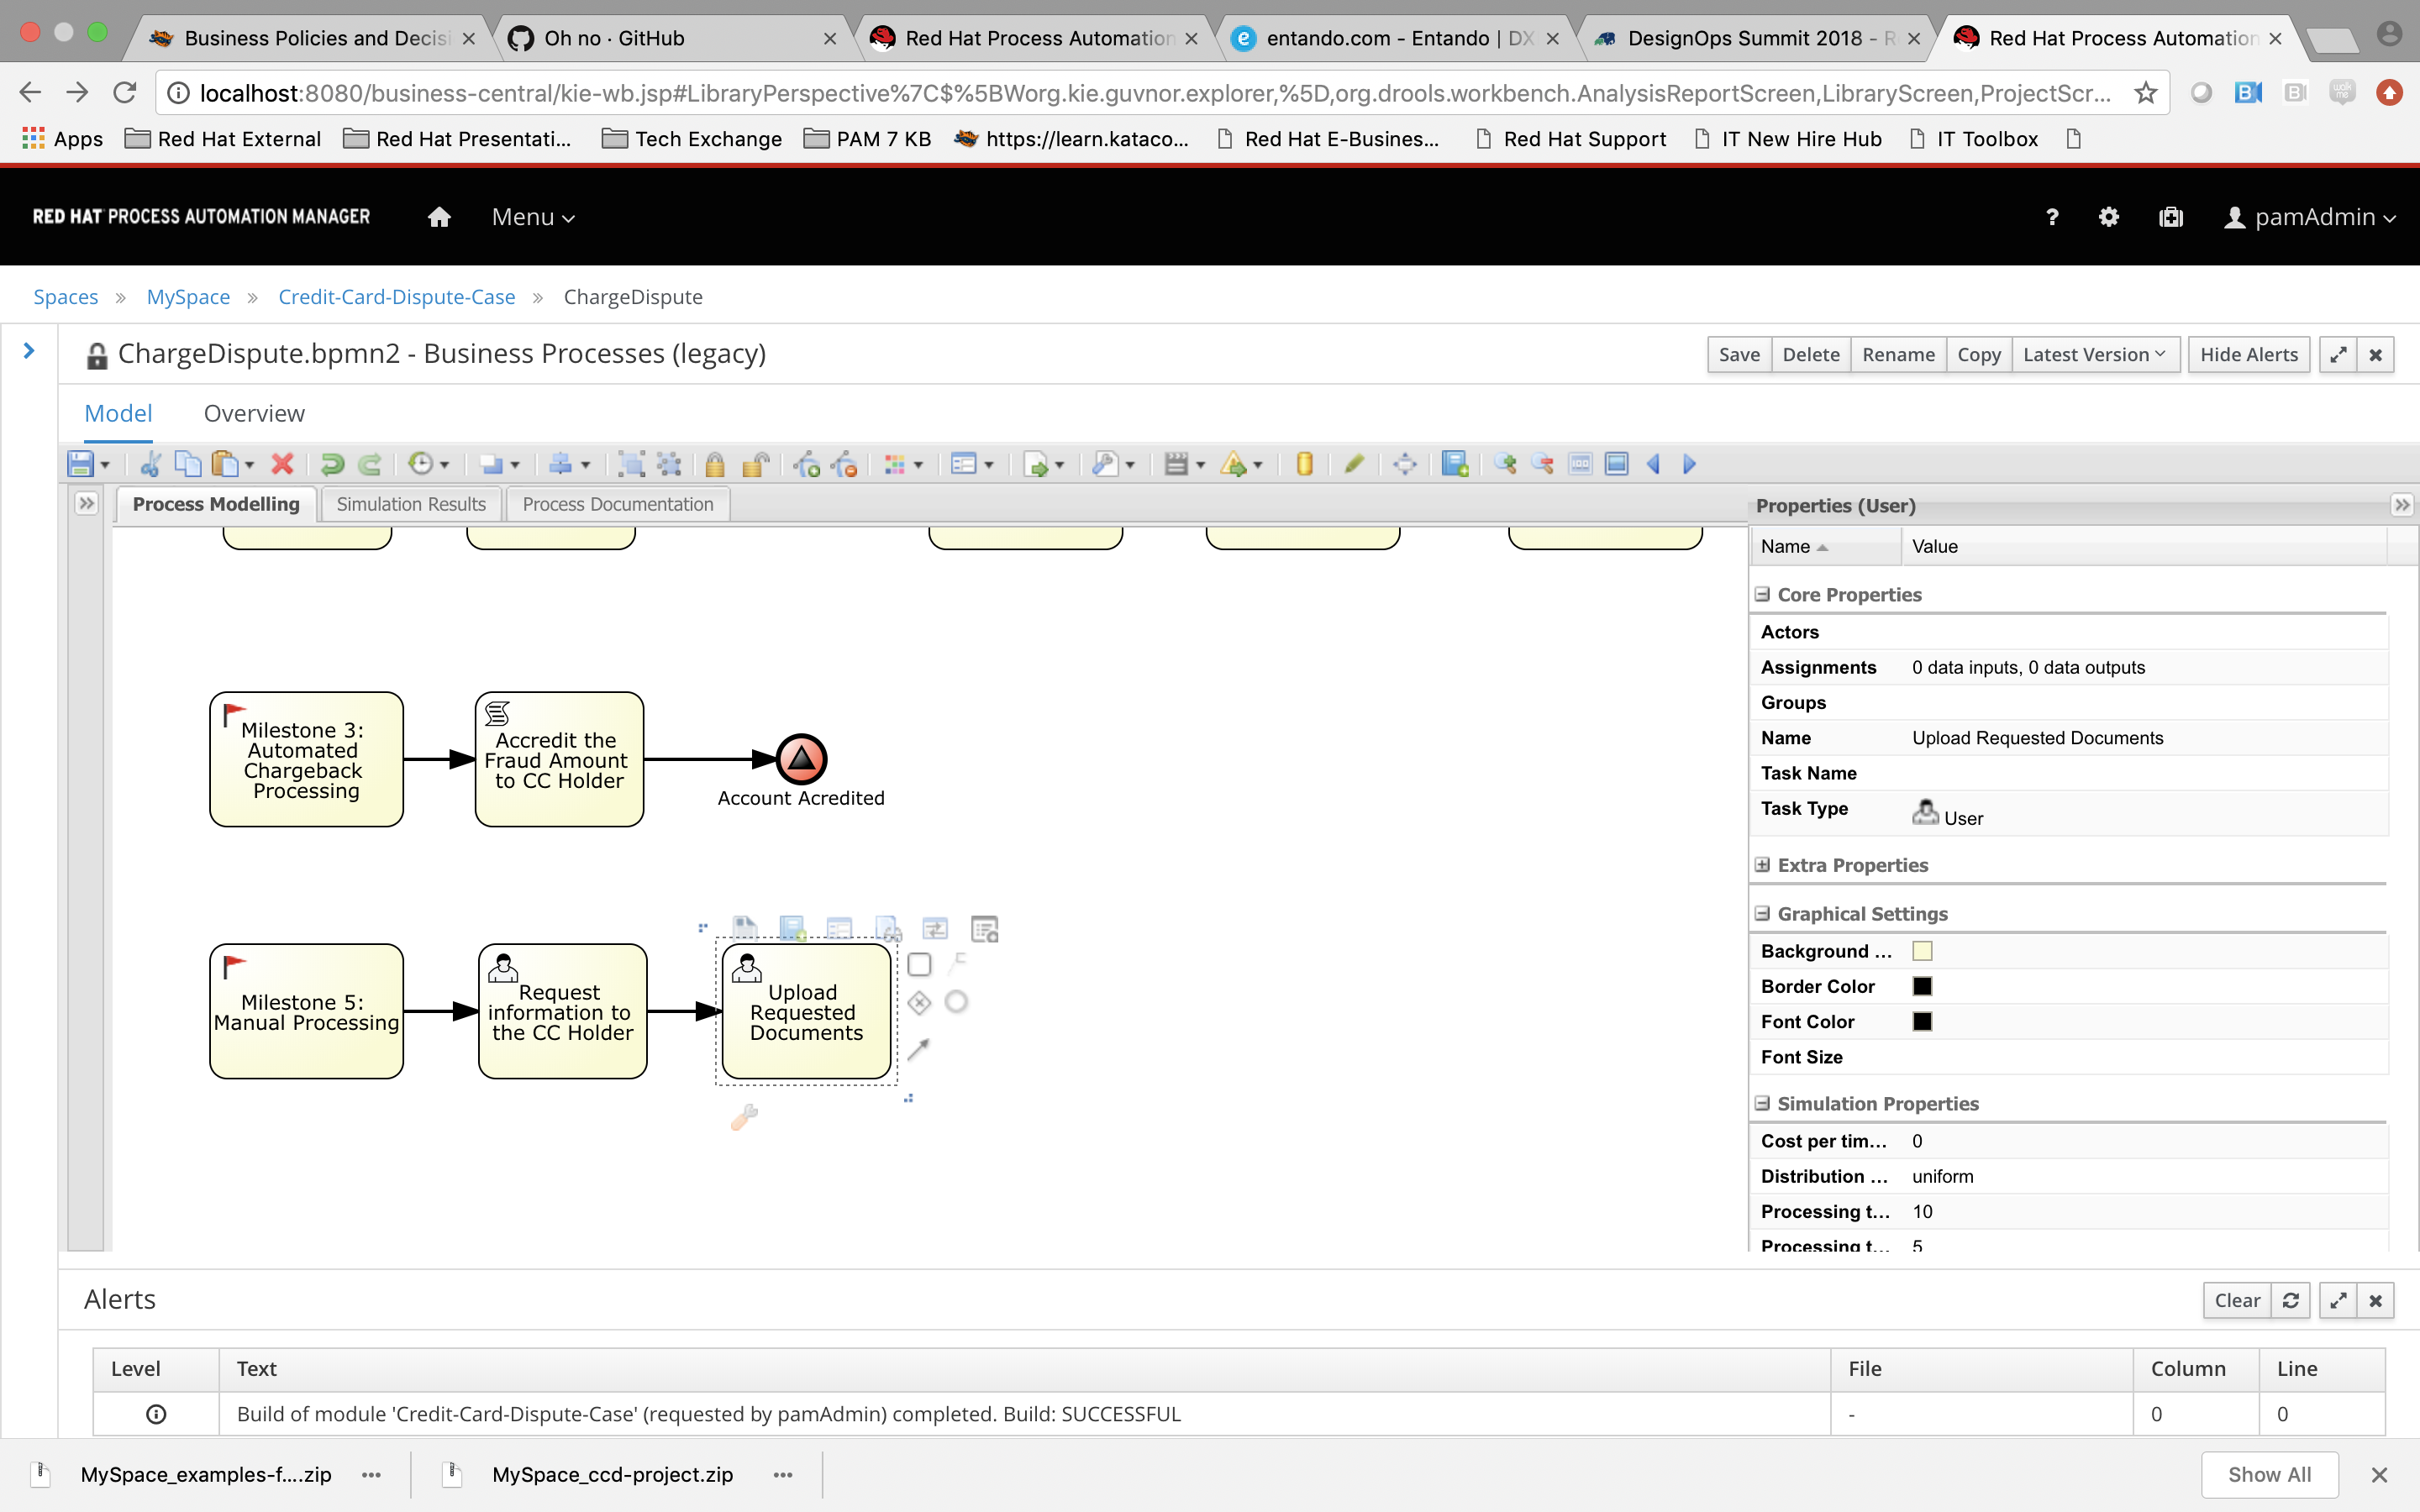 Business Policies and Decisi
Oh no · GitHub
Red Hat Process Automation
entando.com - Entando | DX
DesignOps Summit 2018 - R
Red Hat Process Automation
localhost:8080/business-central/kie-wb.jsp#LibraryPerspective%7C$%5BWorg.kie.guvnor.explorer,%5D,org.drools.workbench.AnalysisReportScreen,LibraryScreen,ProjectScr...
Apps
Red Hat External
Red Hat Presentati...
Tech Exchange
PAM 7 KB
https://learn.kataco...
Red Hat E-Busines...
Red Hat Support
IT New Hire Hub
IT Toolbox
RED HAT PROCESS AUTOMATION MANAGER
Menu
pamAdmin
Spaces » MySpace » Credit-Card-Dispute-Case » ChargeDispute
ChargeDispute.bpmn2 - Business Processes (legacy)
Save
Delete
Rename
Copy
Latest Version
Hide Alerts
Model
Overview
Process Modelling
Simulation Results
Process Documentation
Milestone 3:
Automated
Chargeback
Processing
Accredit the
Fraud Amount
to CC Holder
Account Acredited
Milestone 5:
Manual Processing
Request
information to
the CC Holder
Upload
Requested
Documents
Properties (User)
Name
Value
Core Properties
Actors
Assignments 0 data inputs, 0 data outputs
Groups
Name Upload Requested Documents
Task Name
Task Type User
Extra Properties
Graphical Settings
Background ...
Border Color
Font Color
Font Size
Simulation Properties
Cost per tim... 0
Distribution ... uniform
Processing t... 10
Processing t... 5
Alerts
Clear
Level Text File Column Line
Build of module 'Credit-Card-Dispute-Case' (requested by pamAdmin) completed. Build: SUCCESSFUL - 0 0
MySpace_examples-f....zip
MySpace_ccd-project.zip
Show All